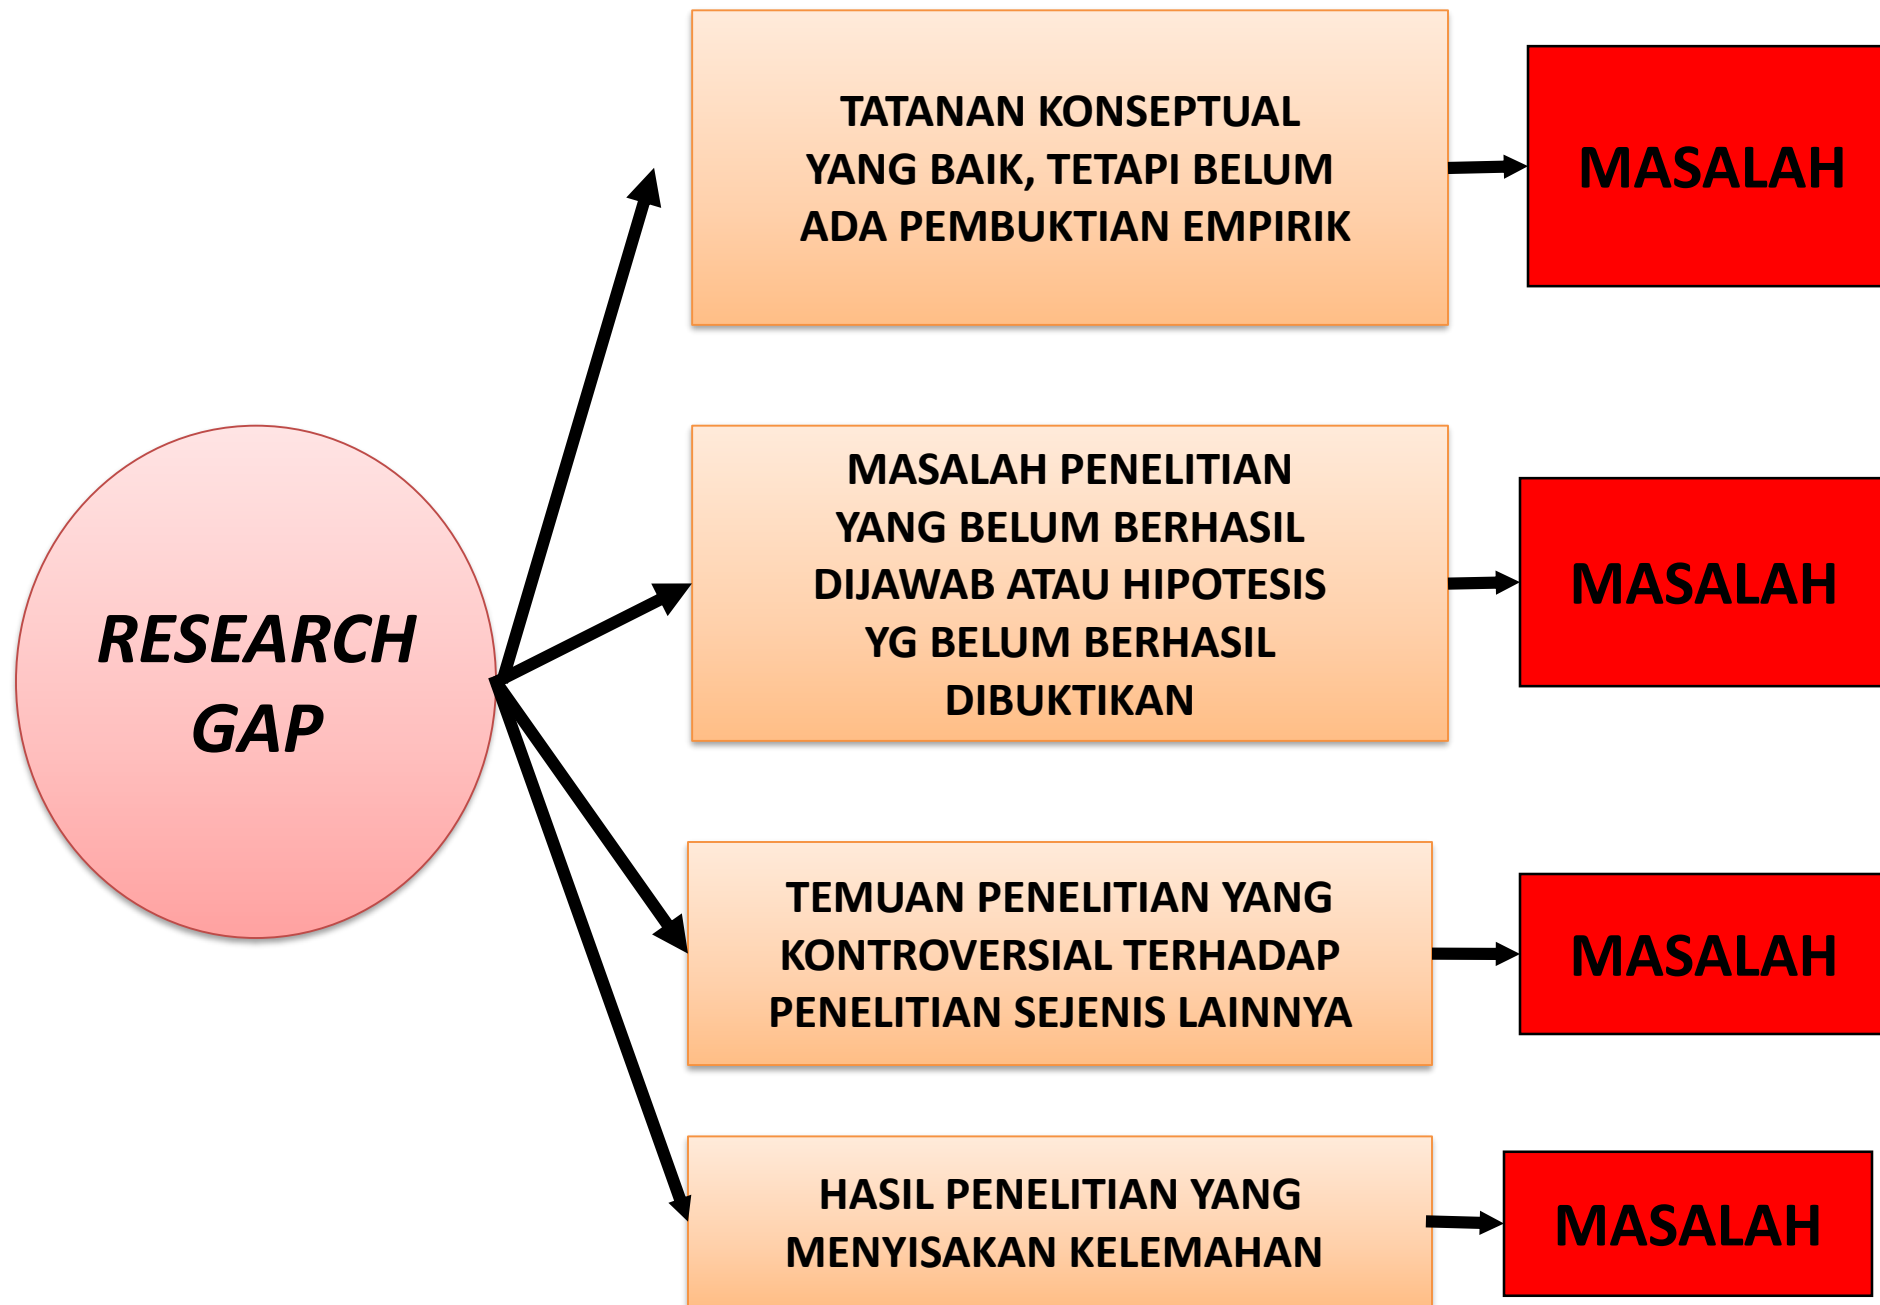 TATANAN KONSEPTUAL
YANG BAIK, TETAPI BELUM
ADA PEMBUKTIAN EMPIRIK
MASALAH
RESEARCH
GAP
MASALAH PENELITIAN
YANG BELUM BERHASIL
DIJAWAB ATAU HIPOTESIS
YG BELUM BERHASIL
DIBUKTIKAN
MASALAH
TEMUAN PENELITIAN YANG
KONTROVERSIAL TERHADAP
PENELITIAN SEJENIS LAINNYA
MASALAH
HASIL PENELITIAN YANG
MENYISAKAN KELEMAHAN
MASALAH